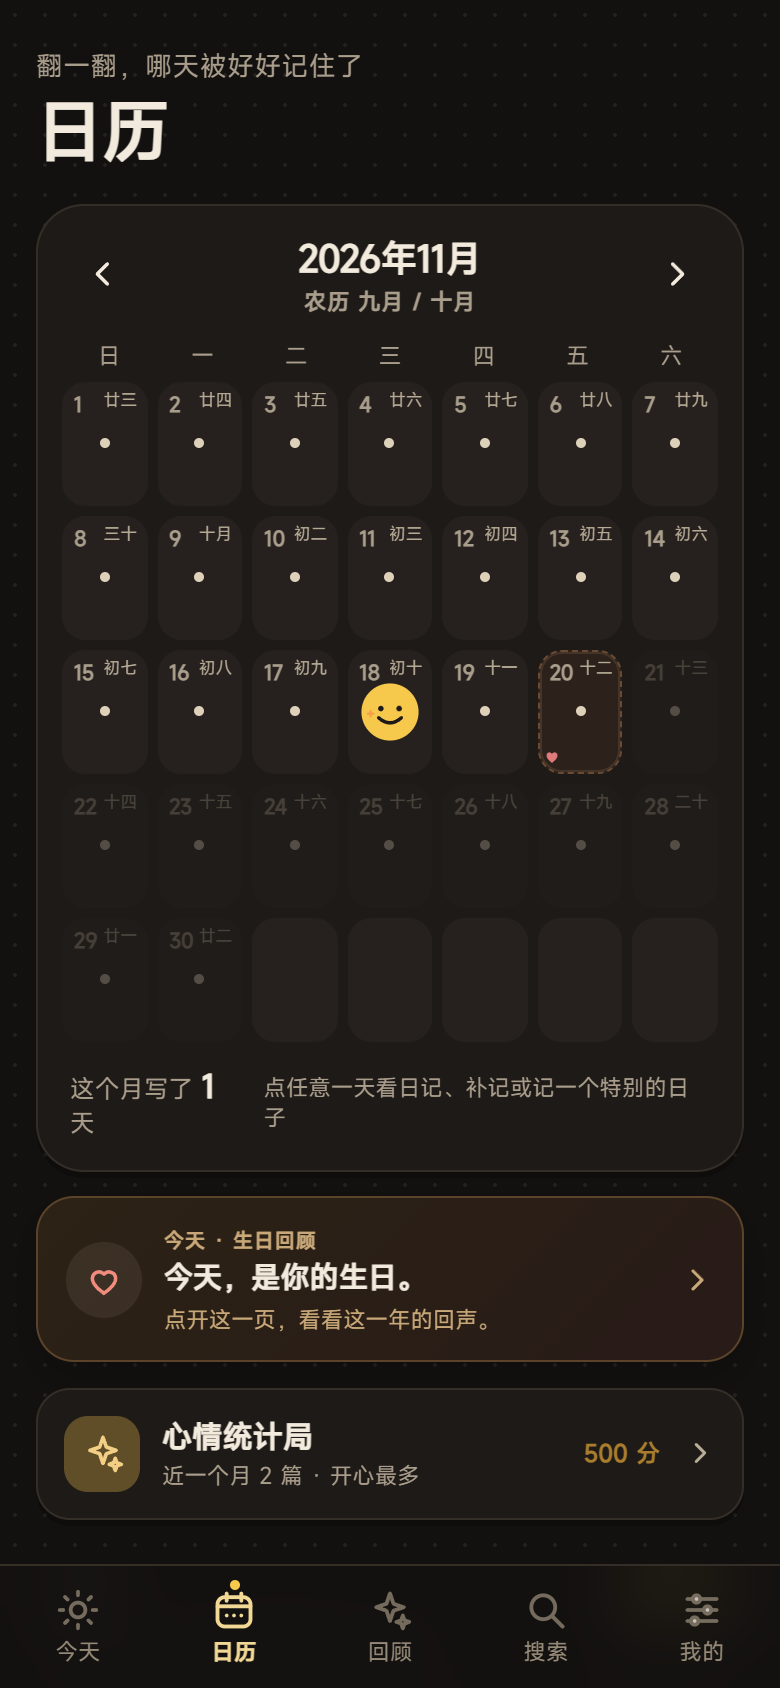 翻一翻，哪天被好好记住了
日历
2026年11月
农历 九月 / 十月
日 一 二 三 四 五 六
1 廿三 2 廿四 3 廿五 4 廿六 5 廿七 6 廿八 7 廿九
8 三十 9 十月 10 初二 11 初三 12 初四 13 初五 14 初六
15 初七 16 初八 17 初九 18 初十 19 十一 20 十二 21 十三
22 十四 23 十五 24 十六 25 十七 26 十八 27 十九 28 二十
29 廿一 30 廿二
这个月写了 1
天
点任意一天看日记、补记或记一个特别的日
子
今天 · 生日回顾
今天，是你的生日。
点开这一页，看看这一年的回声。
心情统计局
近一个月 2 篇 · 开心最多
500 分
今天 日历 回顾 搜索 我的